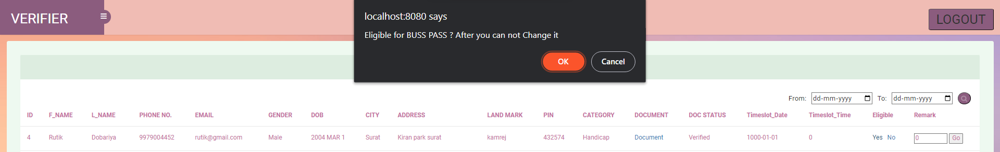 VERIFIER
LOGOUT
localhost:8080 says
Eligible for BUSS PASS ? After you can not Change it
OK Cancel
From: dd-mm-yyyy To: dd-mm-yyyy
ID F_NAME L_NAME PHONE NO. EMAIL GENDER DOB CITY ADDRESS LAND MARK PIN CATEGORY DOCUMENT DOC STATUS Timeslot_Date Timeslot_Time Eligible Remark
4 Rutik Dobariya 9979004452 rutik@gmail.com Male 2004 MAR 1 Surat Kiran park surat kamrej 432574 Handicap Document Verified 1000-01-01 0 Yes No 0 Go